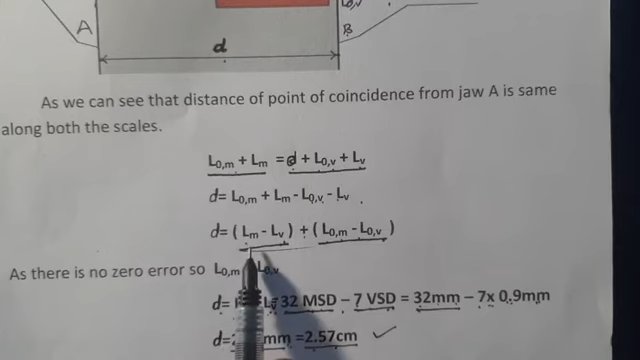 L0,v
A
B
d
As we can see that distance of point of coincidence from jaw A is same
along both the scales.
L0,m + Lm = d + L0,v + Lv
d= L0,m + Lm - L0,v - Lv
d= ( Lm - Lv ) + ( L0,m - L0,v )
As there is no zero error so L0,m L0,v
d= 32 MSD – 7 VSD = 32mm – 7x 0.9mm
d= mm =2.57cm